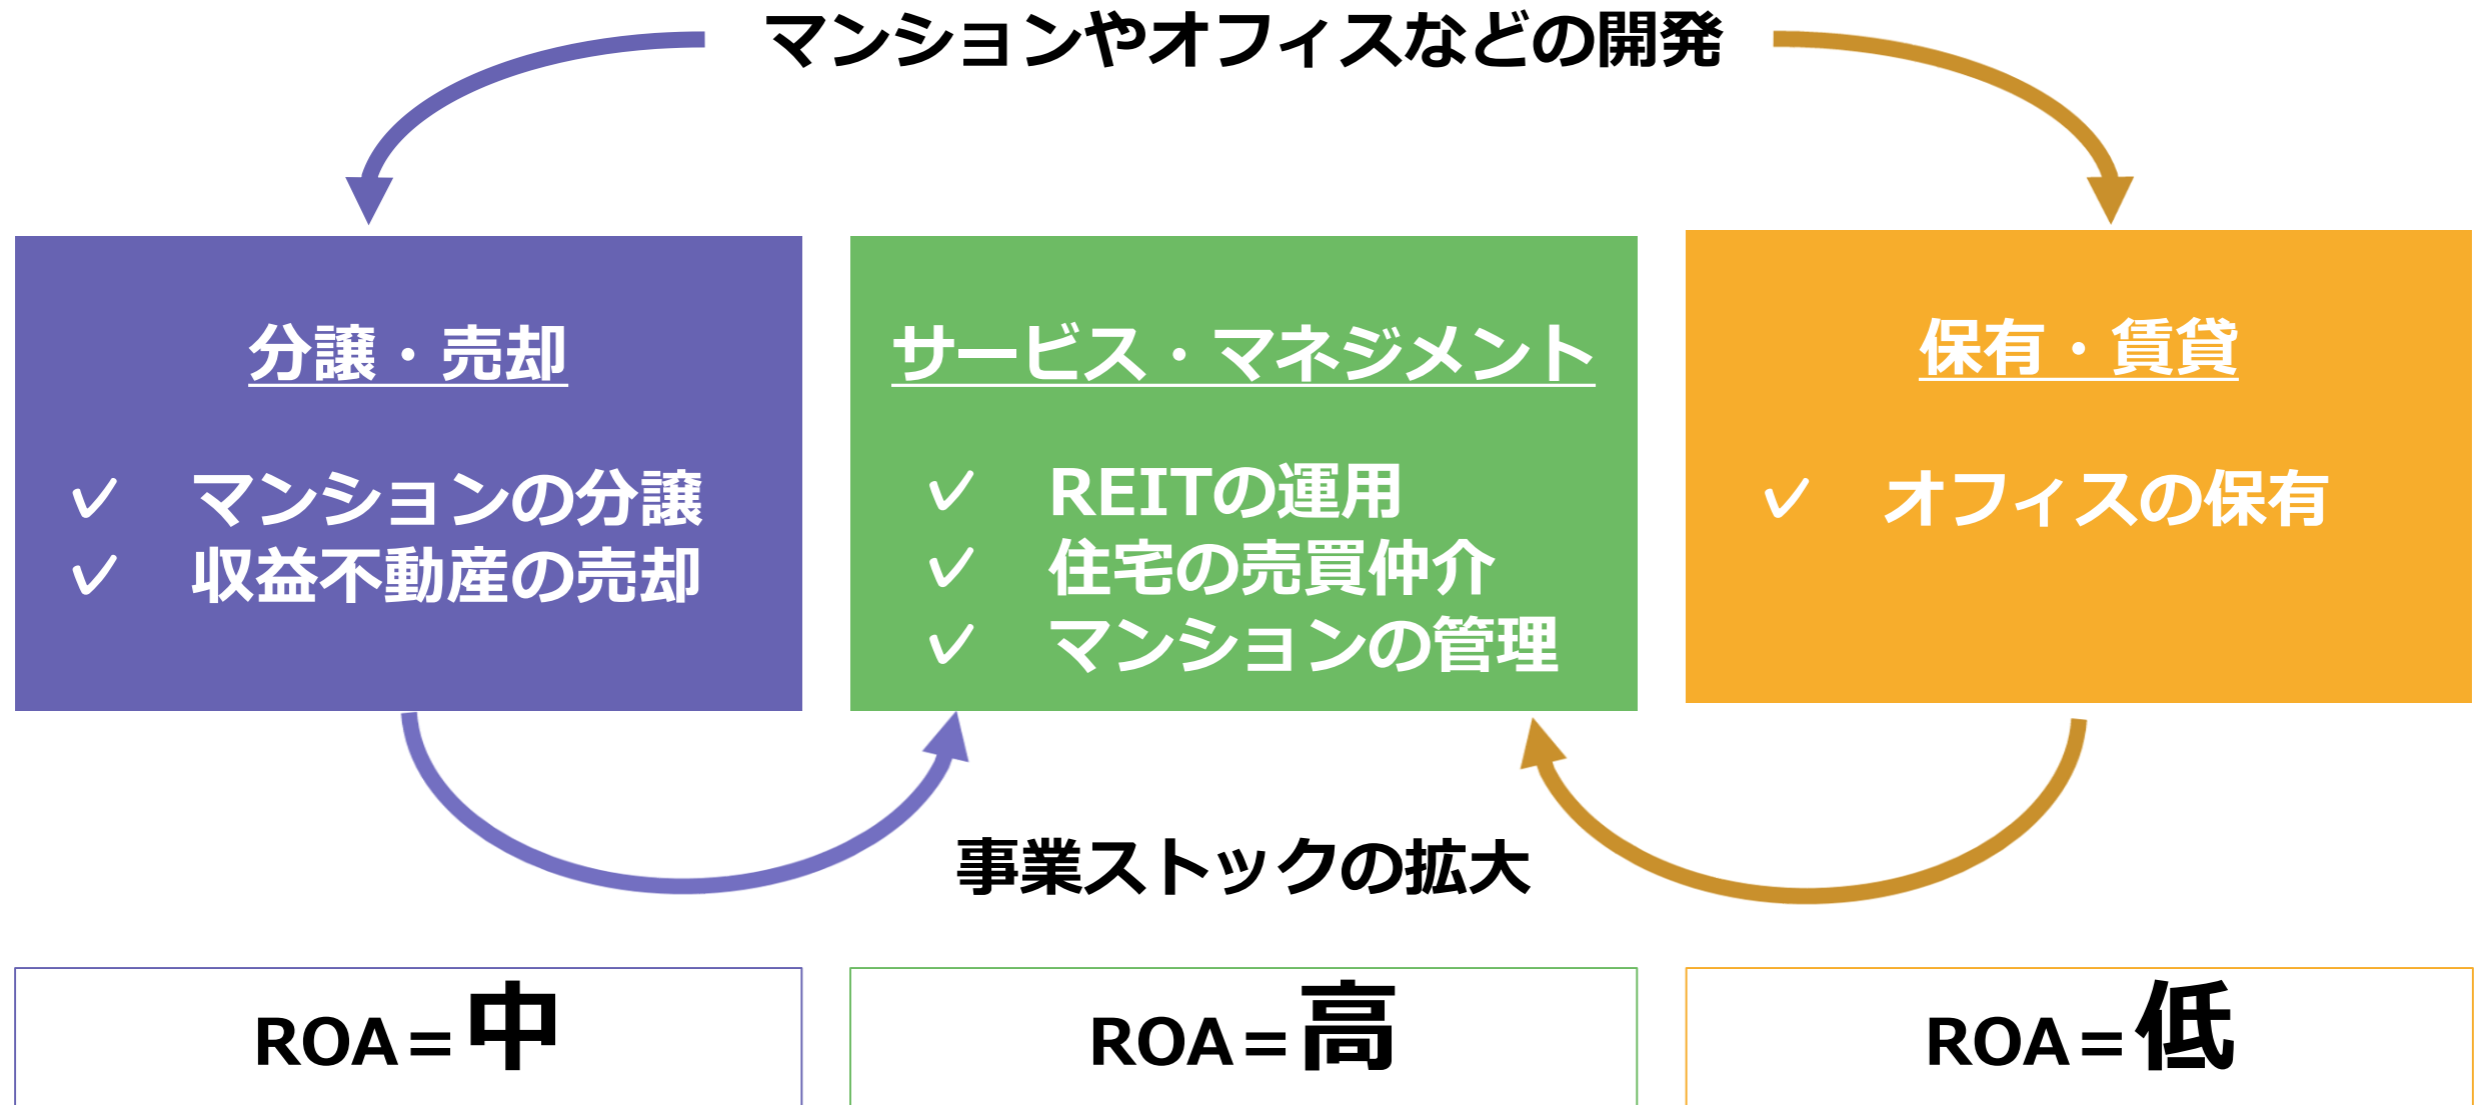 マンションやオフィスなどの開発
分譲・売却
✓ マンションの分譲
✓ 収益不動産の売却
サービス・マネジメント
✓ REITの運用
✓ 住宅の売買仲介
✓ マンションの管理
保有・賃貸
✓ オフィスの保有
事業ストックの拡大
ROA=中
ROA=高
ROA=低